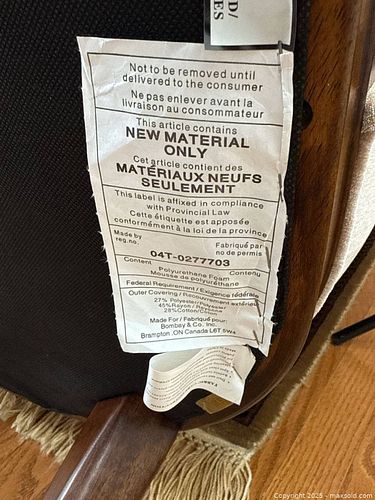 D/
ES
Not to be removed until
delivered to the consumer
Ne pas enlever avant la
livraison au consommateur
This article contains
NEW MATERIAL
ONLY
Cet article contient des
MATÉRIAUX NEUFS
SEULEMENT
This label is affixed in compliance
with Provincial Law
Cette étiquette est apposée
conformément à la loi de la province
Made by Fabriqué par
reg.no. no de permis
04T-0277703
Content Contenu
Polyurethane Foam
Mousse de polyuréthane
Federal Requirement / Exigence fédérale
Outer Covering / Recouvrement extérieur
27% Polyester/Polyester
45%Rayon/
28%Cotton/
Made For / Fabriqué pour:
Bombay & Co. Inc.
Brampton .ON Canada L6T 5W4
Copyright 2025 - maxsold.com